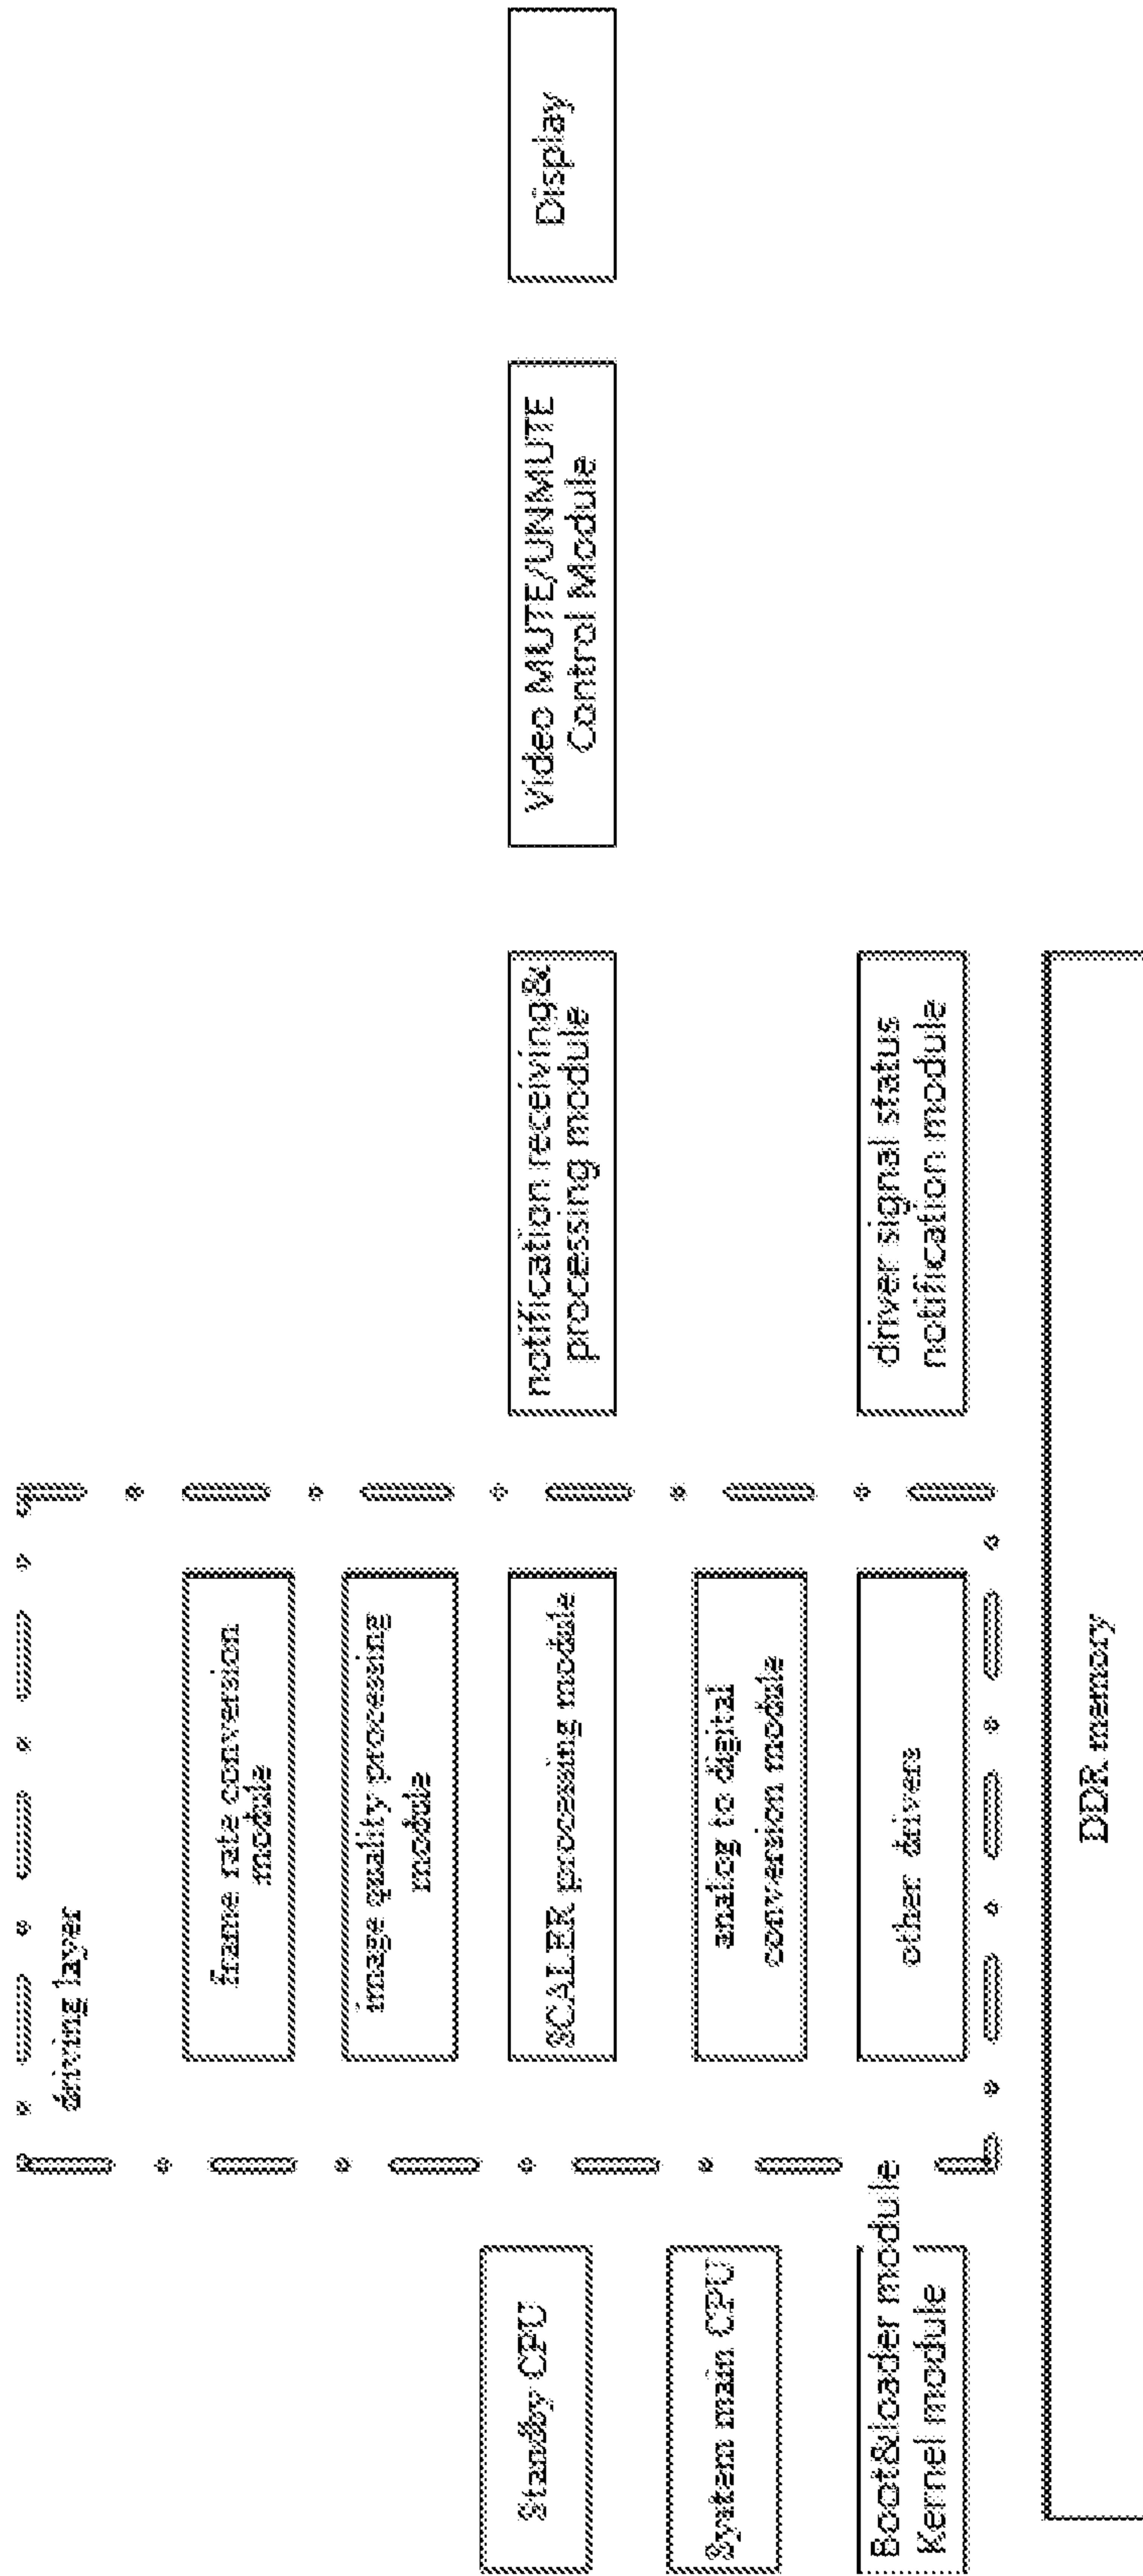 driving layer
frame rate conversion
module
image quality processing
module
Standby CPU
SCALER processing module
notification receiving&
processing module
Video MUTE/UNMUTE
Control Module
Display
System main CPU
analog to digital
conversion module
Boot&loader module
Kernel module
other drivers
driver signal status
notification module
DDR memory